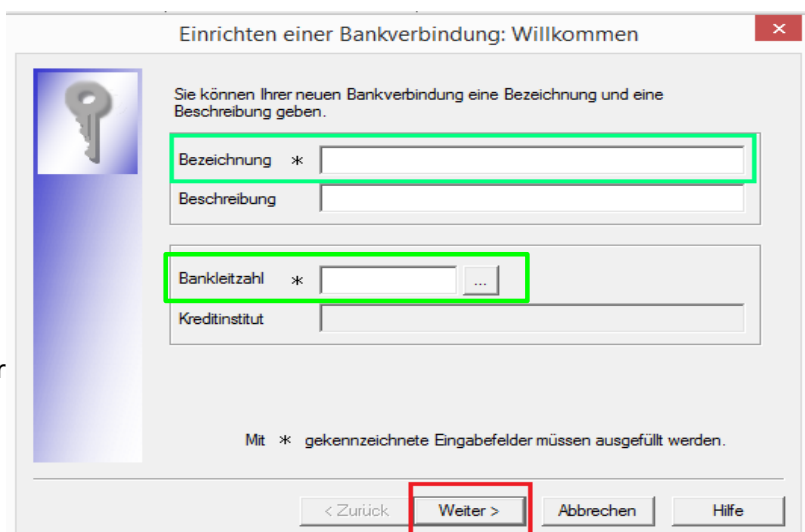 Einrichten einer Bankverbindung: Willkommen
Sie können Ihrer neuen Bankverbindung eine Bezeichnung und eine
Beschreibung geben.
Bezeichnung *
Beschreibung
Bankleitzahl * ...
Kreditinstitut
r
Mit * gekennzeichnete Eingabefelder müssen ausgefüllt werden.
< Zurück Weiter > Abbrechen Hilfe